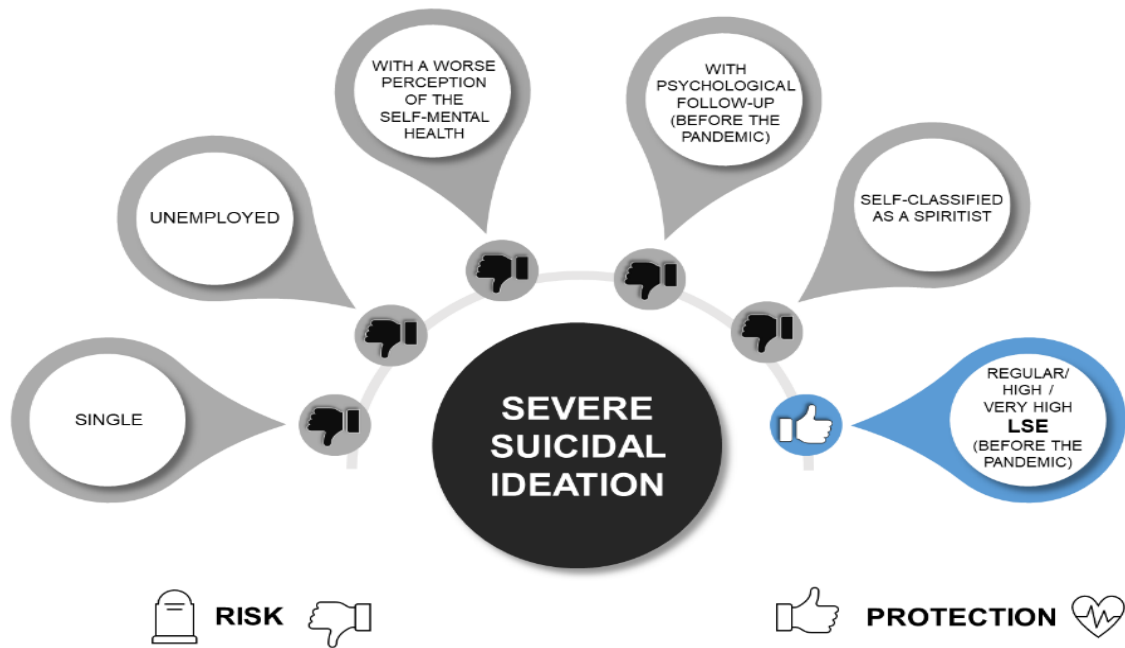 WITH A WORSE
PERCEPTION
OF THE
SELF-MENTAL
HEALTH
WITH
PSYCHOLOGICAL
FOLLOW-UP
(BEFORE THE
PANDEMIC)
UNEMPLOYED
SELF-CLASSIFIED
AS A SPIRITIST
SINGLE
REGULAR/
HIGH /
VERY HIGH
LSE
(BEFORE THE
PANDEMIC)
SEVERE
SUICIDAL
IDEATION
RISK
PROTECTION